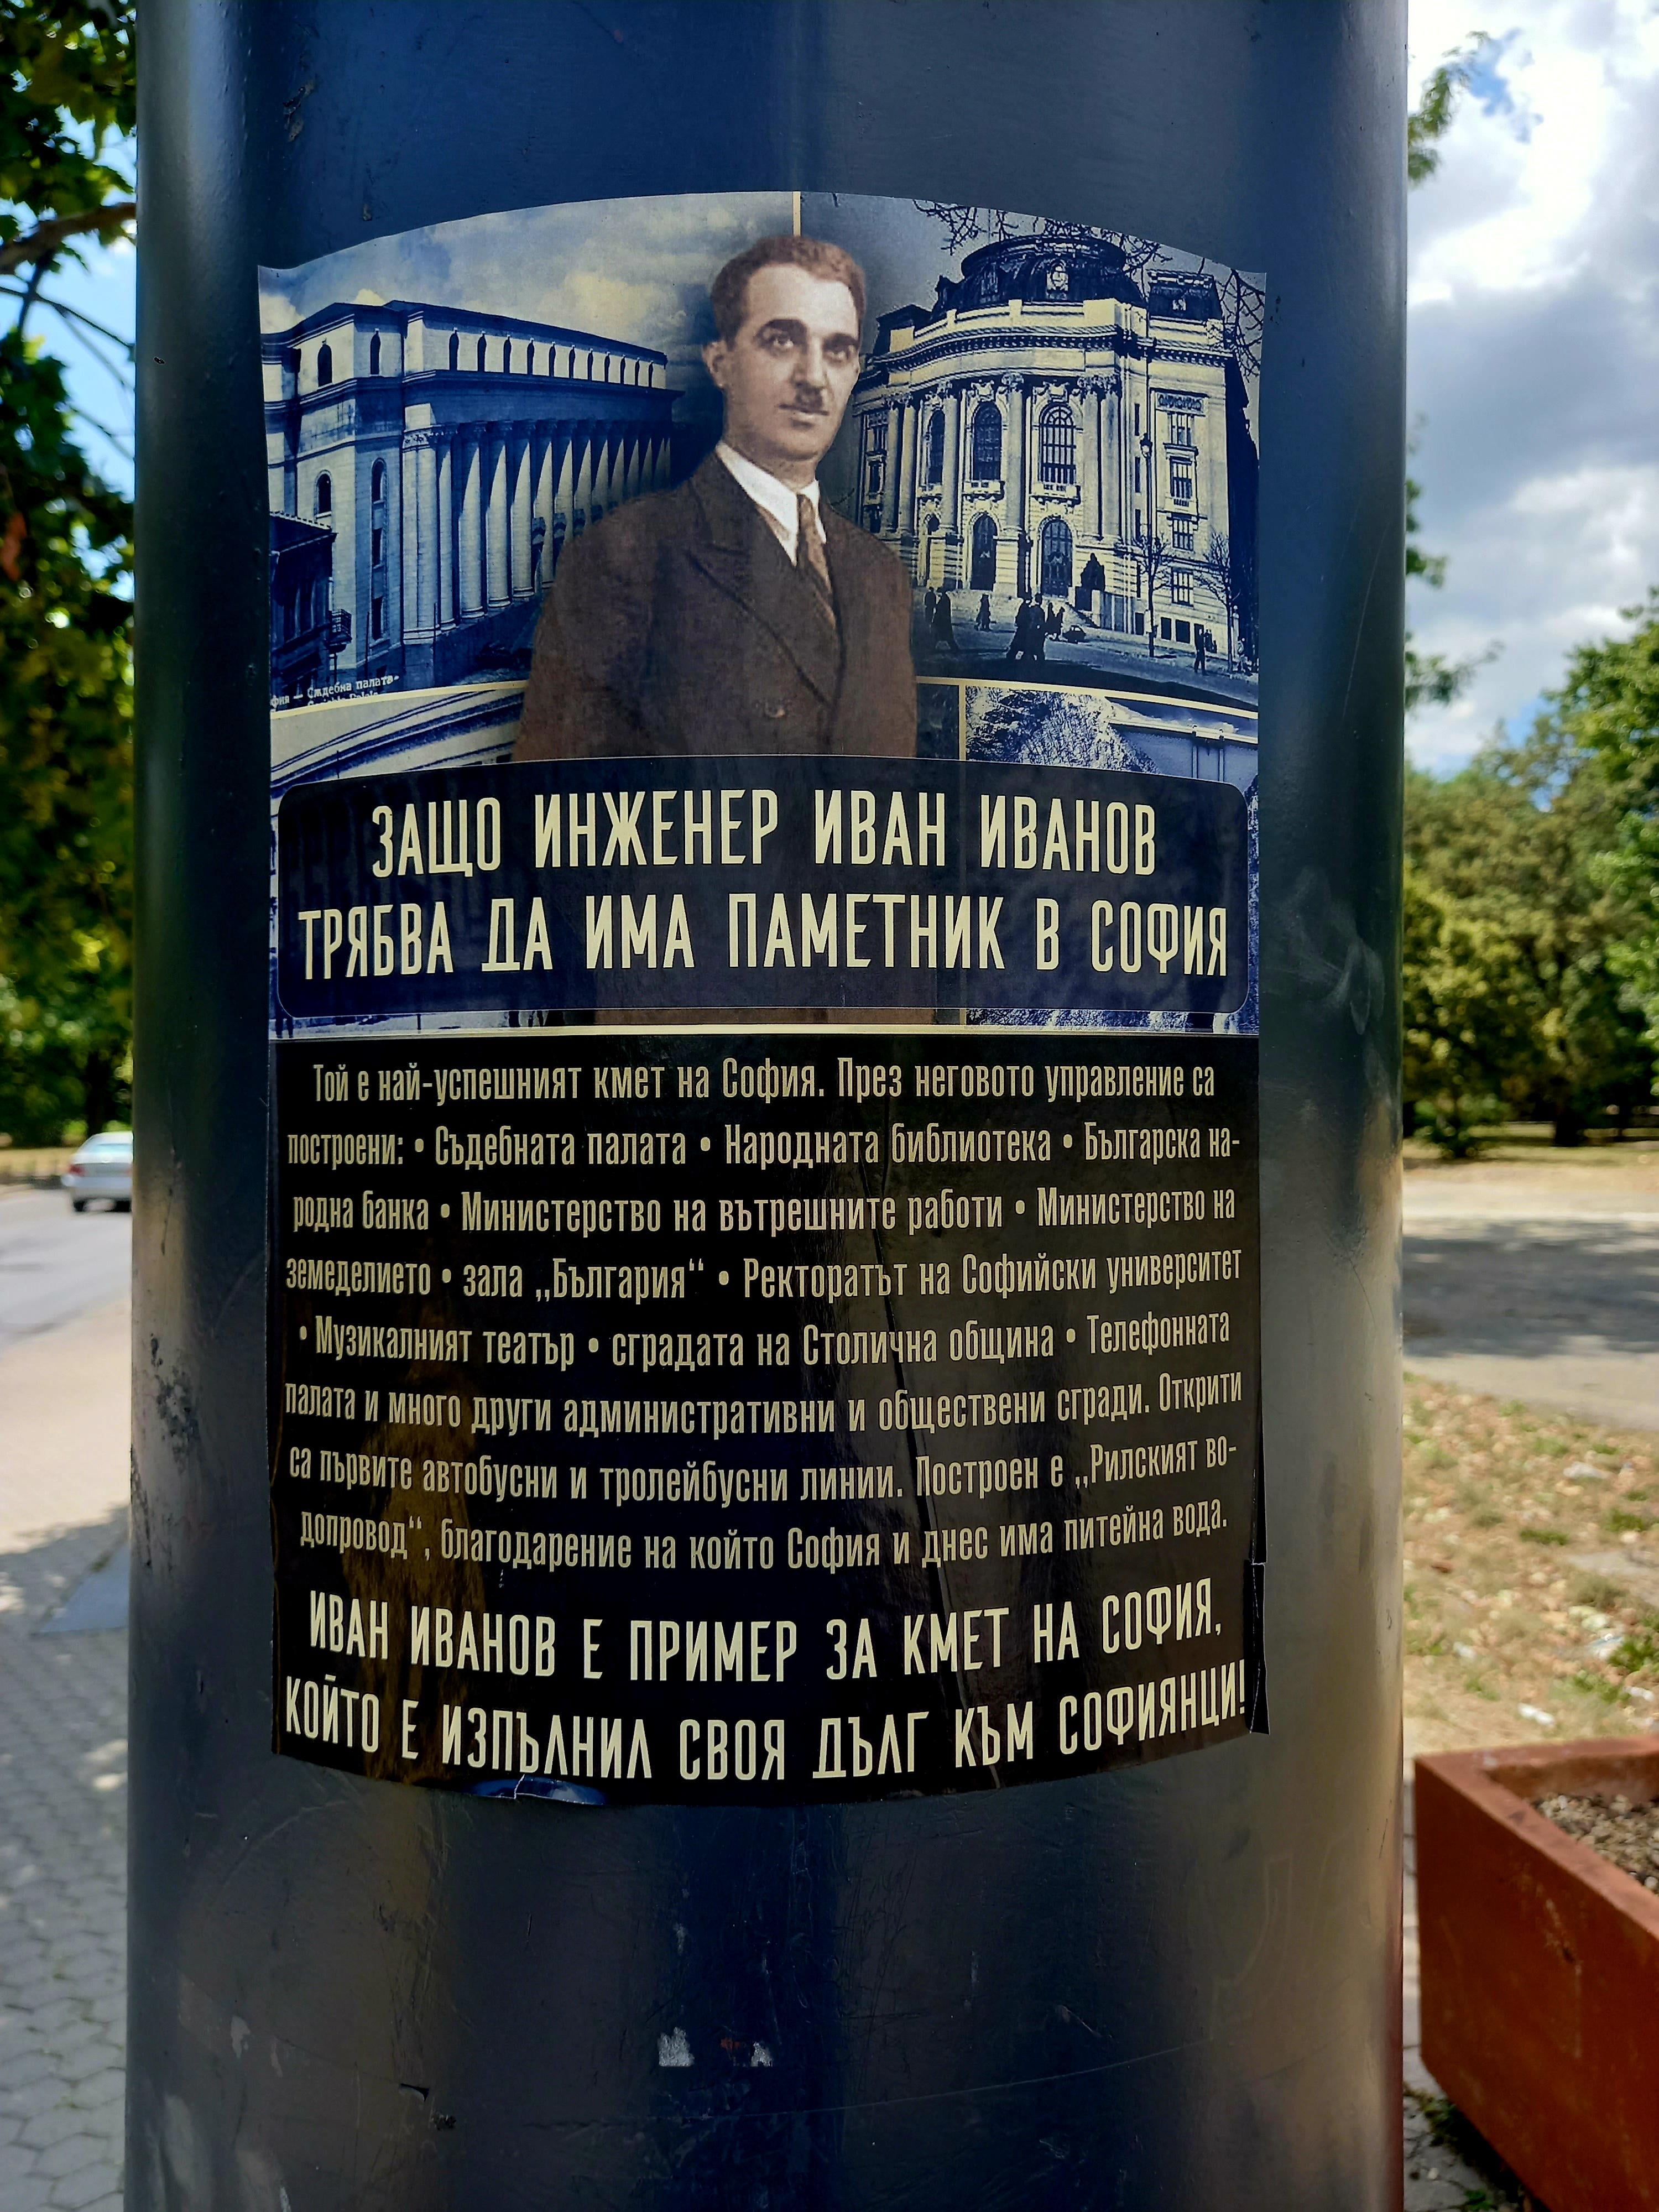 Съдебна палата
ЗАЩО ИНЖЕНЕР ИВАН ИВАНОВ
ТРЯБВА ДА ИМА ПАМЕТНИК В СОФИЯ
Той е най-успешният кмет на София. През неговото управление са
построени: • Съдебната палата • Народната библиотека • Българска на-
родна банка • Министерство на вътрешните работи • Министерство на
земеделието • зала „България“ • Ректоратът на Софийски университет
• Музикалният театър • сградата на Столична община • Телефонната
палата и много други административни и обществени сгради. Открити
са първите автобусни и тролейбусни линии. Построен е „Рилският во-
допровод“, благодарение на който София и днес има питейна вода.
ИВАН ИВАНОВ Е ПРИМЕР ЗА КМЕТ НА СОФИЯ,
КОЙТО Е ИЗПЪЛНИЛ СВОЯ ДЪЛГ КЪМ СОФИЯНЦИ!